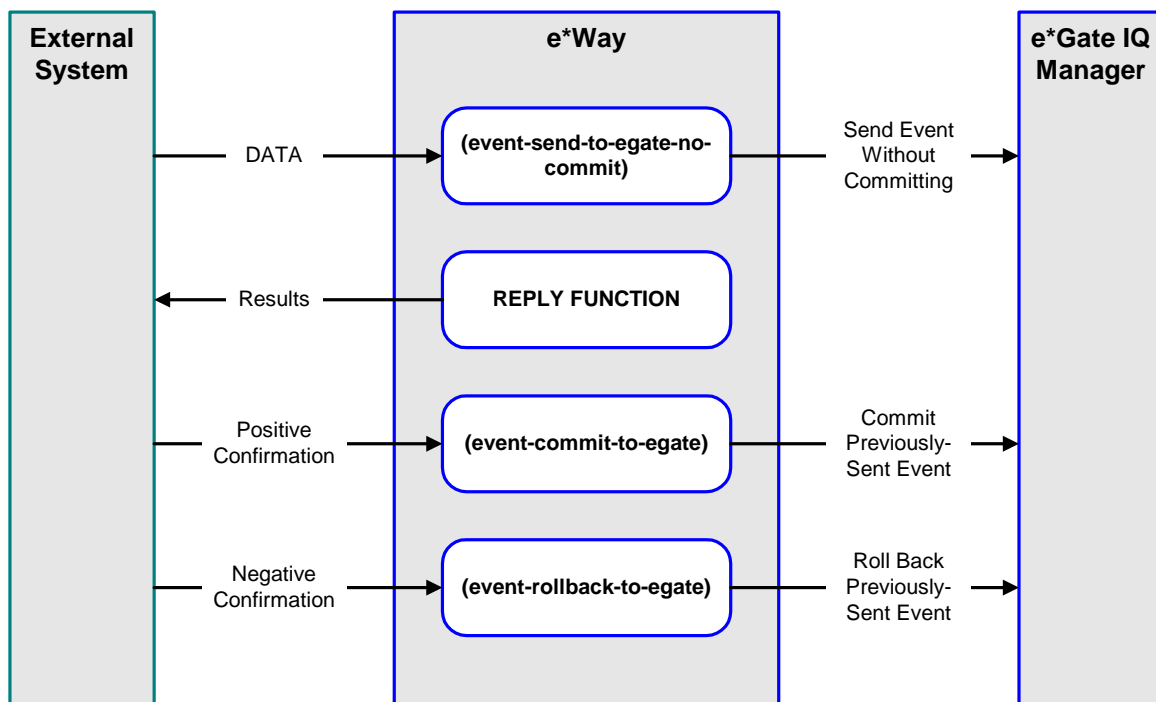 External
System
e*Way
e*Gate IQ
Manager
DATA
(event-send-to-egate-no-
commit)
Send Event
Without
Committing
Results
REPLY FUNCTION
Positive
Confirmation
(event-commit-to-egate)
Commit
Previously-
Sent Event
Negative
Confirmation
(event-rollback-to-egate)
Roll Back
Previously-
Sent Event